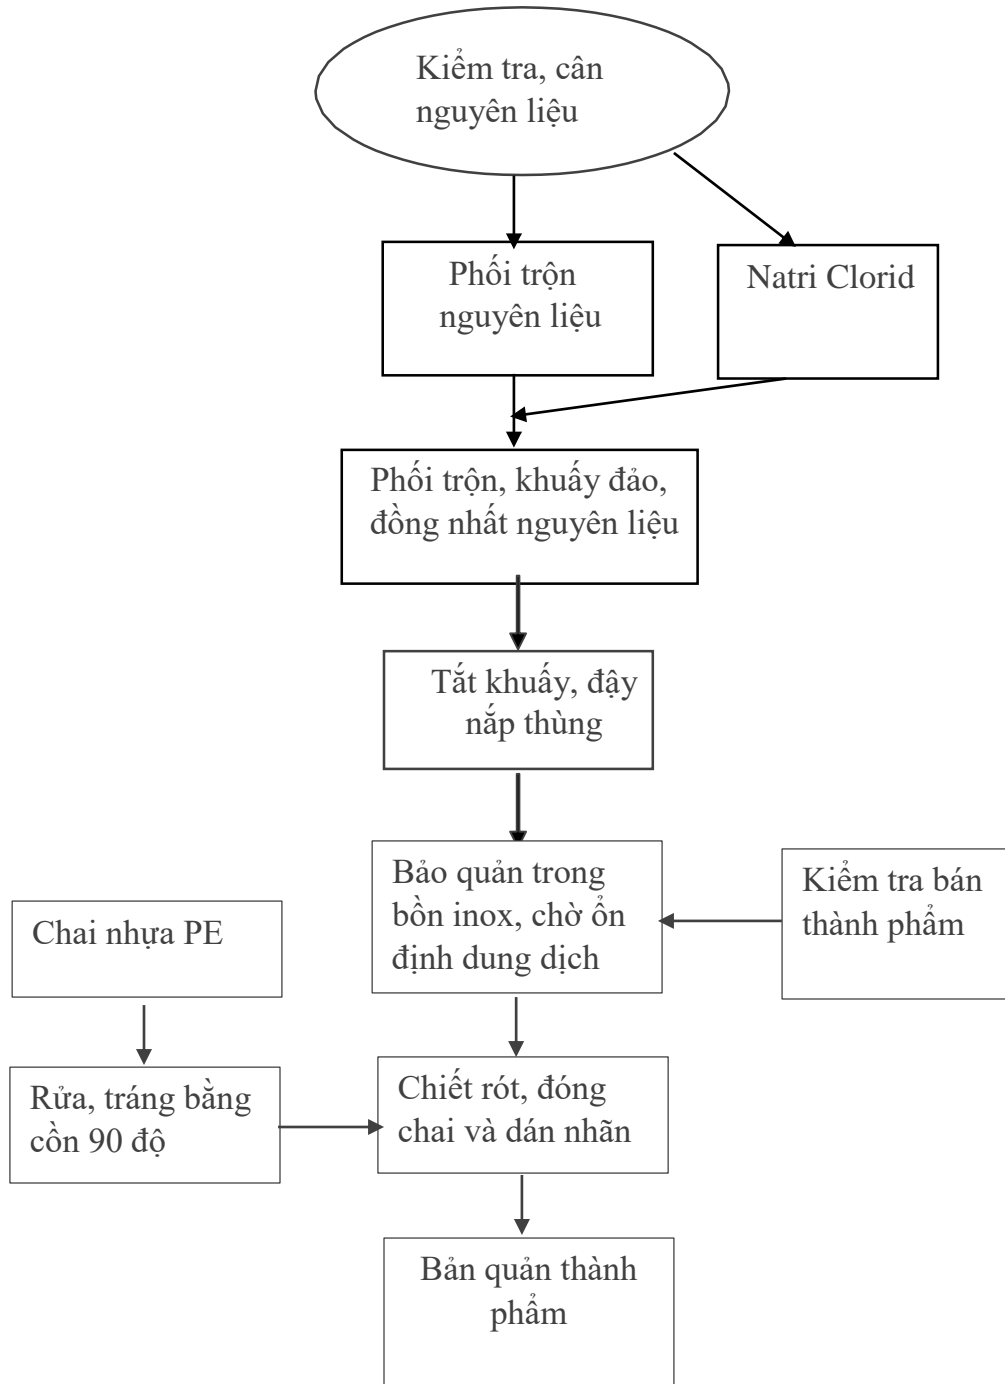 Kiểm tra, cân
nguyên liệu
Phối trộn
nguyên liệu
Natri Clorid
Phối trộn, khuấy đảo,
đồng nhất nguyên liệu
Tắt khuấy, đậy
nắp thùng
Bảo quản trong
bồn inox, chờ ổn
định dung dịch
Kiểm tra bán
thành phẩm
Chai nhựa PE
Rửa, tráng bằng
cồn 90 độ
Chiết rót, đóng
chai và dán nhãn
Bản quản thành
phẩm